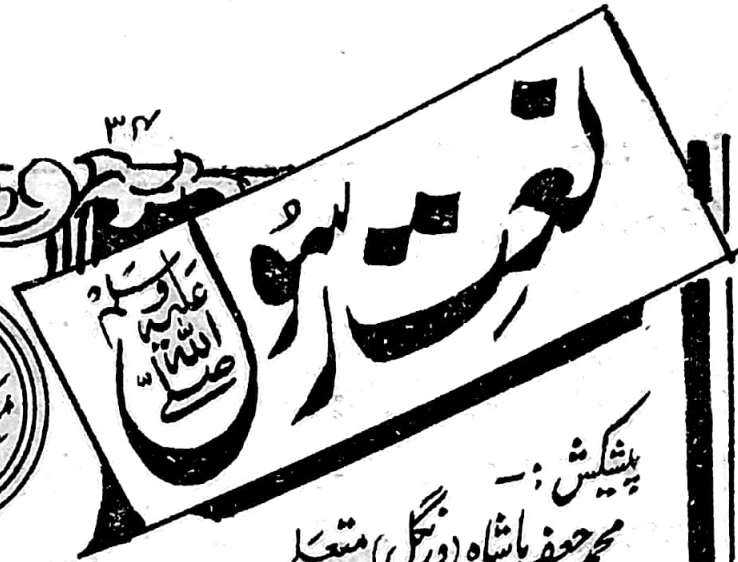 ۳۴
نعت رسول صلی اللہ علیہ وسلم
پیشکش :-
محمد جعفر پاشاہ (ورنگل) متعلم